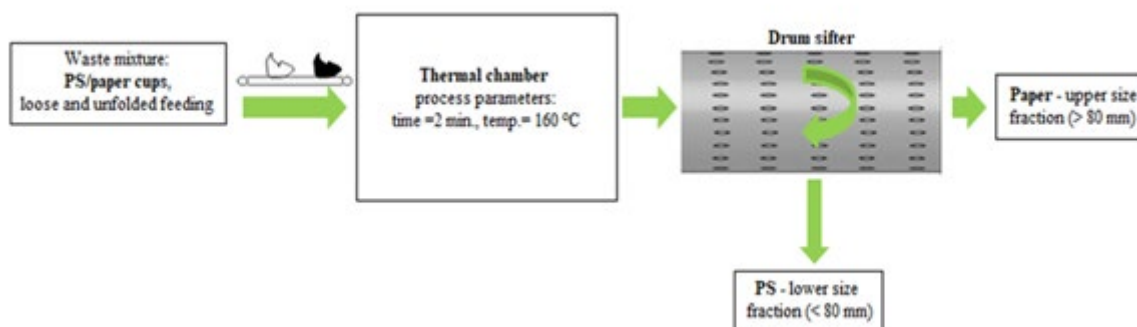 Waste mixture:
PS/paper cups,
loose and unfolded feeding
Thermal chamber
process parameters:
time =2 min., temp.= 160 ⁰C
Drum sifter
Paper - upper size
fraction (> 80 mm)
PS - lower size
fraction (< 80 mm)